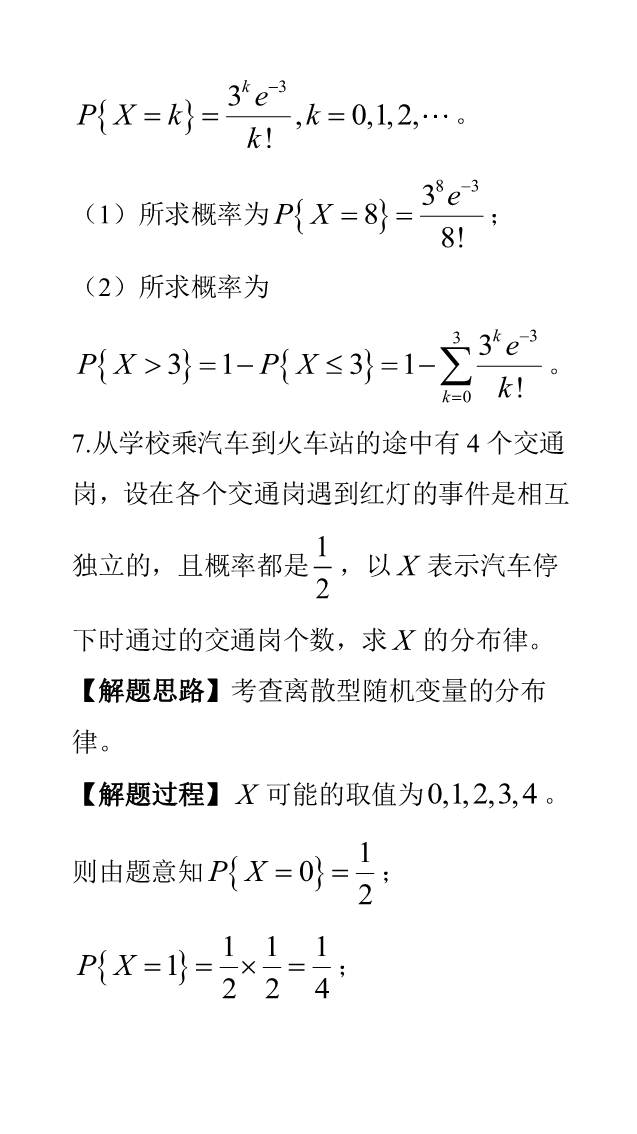 P{X = k} = \frac{3^k e^{-3}}{k!}, k = 0,1,2,⋯。
（1）所求概率为P{X = 8} = \frac{3^8 e^{-3}}{8!}；
（2）所求概率为
P{X > 3} = 1 − P{X ≤ 3} = 1 − \sum_{k=0}^{3} \frac{3^k e^{-3}}{k!}。
7.从学校乘汽车到火车站的途中有 4 个交通
岗，设在各个交通岗遇到红灯的事件是相互
独立的，且概率都是\frac{1}{2}，以 X 表示汽车停
下时通过的交通岗个数，求 X 的分布律。
【解题思路】考查离散型随机变量的分布
律。
【解题过程】 X 可能的取值为0,1,2,3,4。
则由题意知P{X = 0} = \frac{1}{2}；
P{X = 1} = \frac{1}{2} × \frac{1}{2} = \frac{1}{4}；